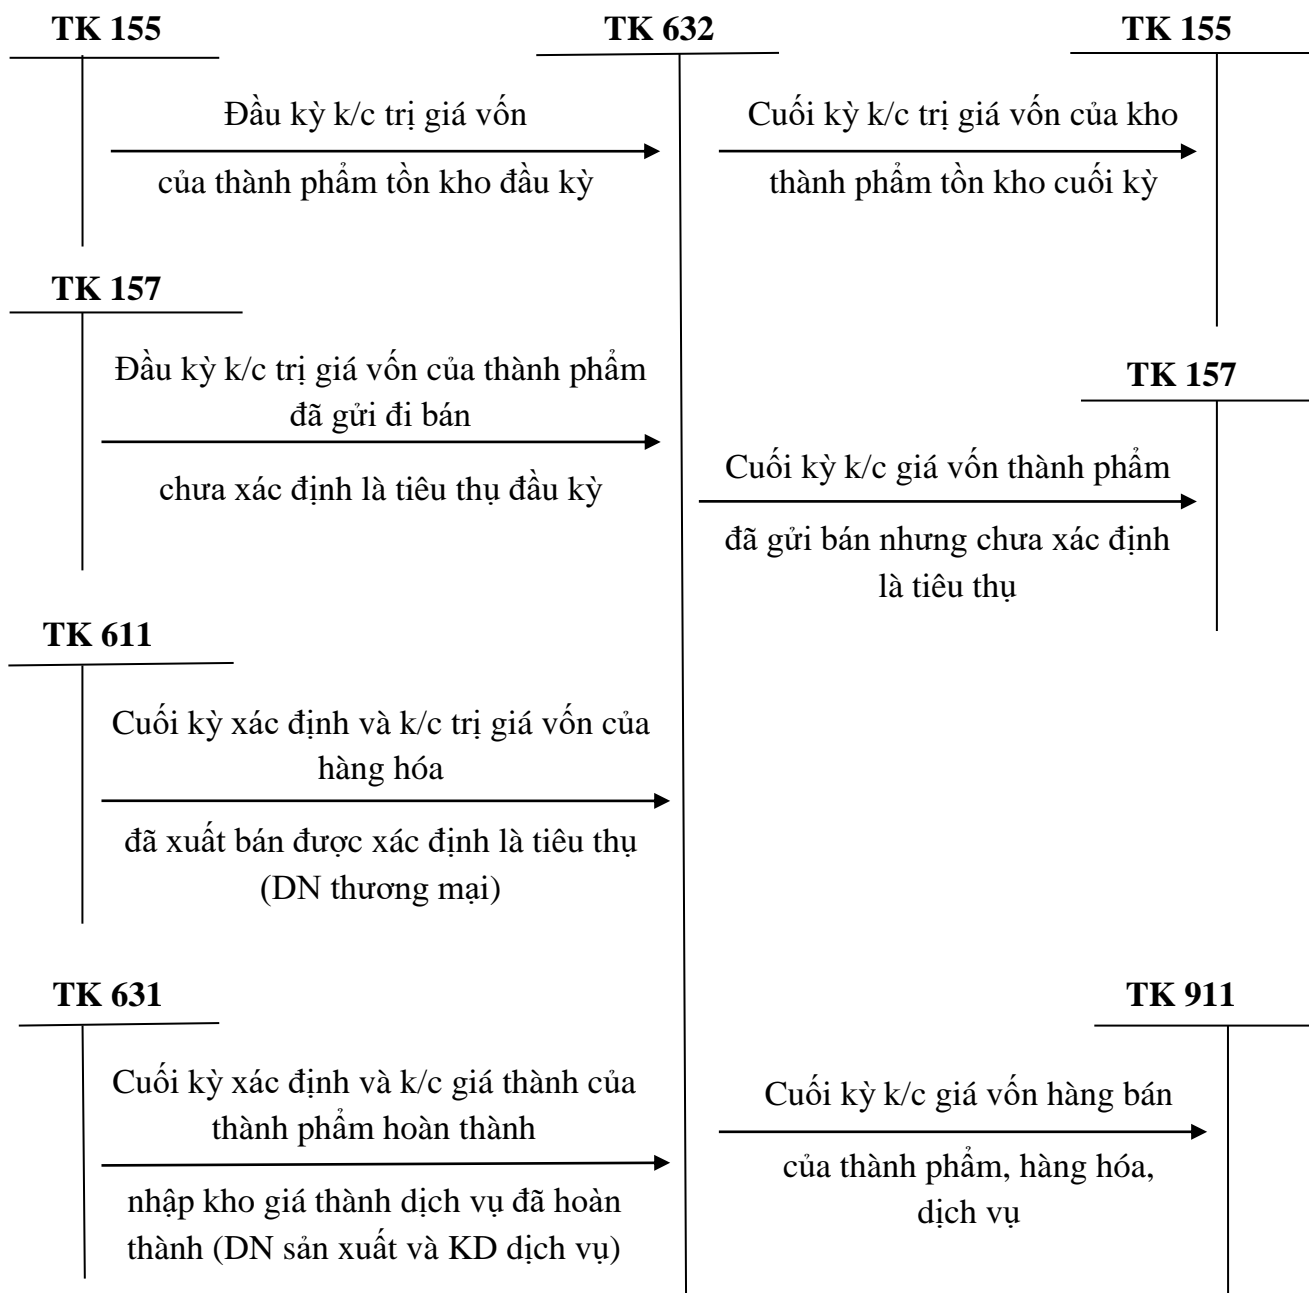 TK 155
TK 632
TK 155
Đầu kỳ k/c trị giá vốn
của thành phẩm tồn kho đầu kỳ
Cuối kỳ k/c trị giá vốn của kho
thành phẩm tồn kho cuối kỳ
TK 157
Đầu kỳ k/c trị giá vốn của thành phẩm
đã gửi đi bán
chưa xác định là tiêu thụ đầu kỳ
TK 157
Cuối kỳ k/c giá vốn thành phẩm
đã gửi bán nhưng chưa xác định
là tiêu thụ
TK 611
Cuối kỳ xác định và k/c trị giá vốn của
hàng hóa
đã xuất bán được xác định là tiêu thụ
(DN thương mại)
TK 631
Cuối kỳ xác định và k/c giá thành của
thành phẩm hoàn thành
nhập kho giá thành dịch vụ đã hoàn
thành (DN sản xuất và KD dịch vụ)
TK 911
Cuối kỳ k/c giá vốn hàng bán
của thành phẩm, hàng hóa,
dịch vụ